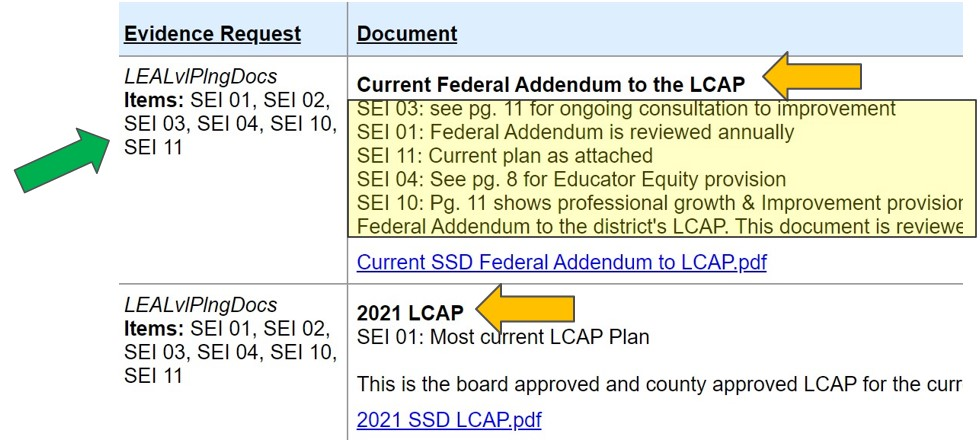 Evidence Request
Document
LEALvlPlngDocs
Items: SEI 01, SEI 02,
SEI 03, SEI 04, SEI 10,
SEI 11
Current Federal Addendum to the LCAP
SEI 03: see pg. 11 for ongoing consultation to improvement
SEI 01: Federal Addendum is reviewed annually
SEI 11: Current plan as attached
SEI 04: See pg. 8 for Educator Equity provision
SEI 10: Pg. 11 shows professional growth & Improvement provision
Federal Addendum to the district's LCAP. This document is reviewe
Current SSD Federal Addendum to LCAP.pdf
LEALvlPlngDocs
Items: SEI 01, SEI 02,
SEI 03, SEI 04, SEI 10,
SEI 11
2021 LCAP
SEI 01: Most current LCAP Plan
This is the board approved and county approved LCAP for the curr
2021 SSD LCAP.pdf